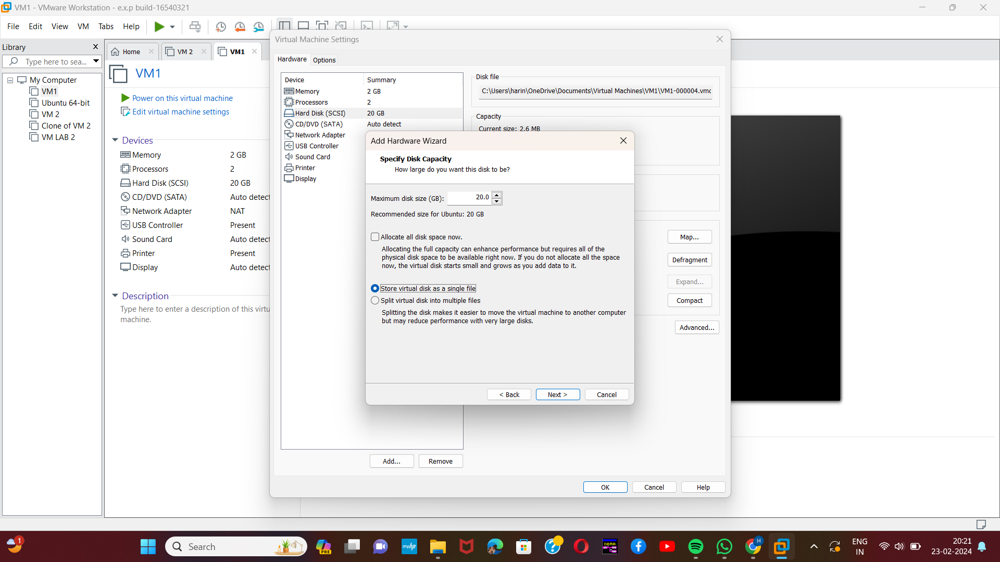 VM1 - VMware Workstation - e.x.p build-16540321
File Edit View VM Tabs Help
Library
Type here to sea...
My Computer
VM1
Ubuntu 64-bit
VM 2
Clone of VM 2
VM LAB 2
Home
VM 2
VM1
VM1
Power on this virtual machine
Edit virtual machine settings
Devices
Memory 2 GB
Processors 2
Hard Disk (SCSI) 20 GB
CD/DVD (SATA) Auto detect
Network Adapter NAT
USB Controller Present
Sound Card Auto detect
Printer Present
Display Auto detect
Description
Type here to enter a description of this virtu
machine.
Virtual Machine Settings
Hardware Options
Device Summary
Memory 2 GB
Processors 2
Hard Disk (SCSI) 20 GB
CD/DVD (SATA) Auto detect
Network Adapter
USB Controller
Sound Card
Printer
Display
Disk file
C:\Users\harin\OneDrive\Documents\Virtual Machines\VM1\VM1-000004.vmc
Capacity
Current size: 2.6 MB
Add Hardware Wizard
Specify Disk Capacity
How large do you want this disk to be?
Maximum disk size (GB): 20.0
Recommended size for Ubuntu: 20 GB
Allocate all disk space now.
Allocating the full capacity can enhance performance but requires all of the
physical disk space to be available right now. If you do not allocate all the space
now, the virtual disk starts small and grows as you add data to it.
Store virtual disk as a single file
Split virtual disk into multiple files
Splitting the disk makes it easier to move the virtual machine to another computer
but may reduce performance with very large disks.
< Back Next > Cancel
Map...
Defragment
Expand...
Compact
Advanced...
Add... Remove
OK Cancel Help
1
Search
PRE
myhp
DATA
H
ENG
IN
20:21
23-02-2024